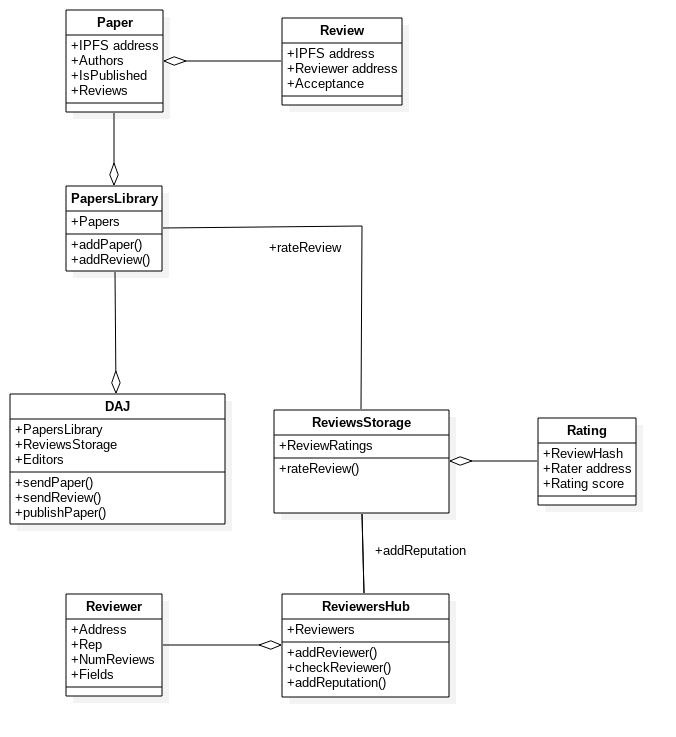 Paper
+IPFS address
+Authors
+IsPublished
+Reviews
Review
+IPFS address
+Reviewer address
+Acceptance
PapersLibrary
+Papers
+addPaper()
+addReview()
+rateReview
DAJ
+PapersLibrary
+ReviewsStorage
+Editors
+sendPaper()
+sendReview()
+publishPaper()
ReviewsStorage
+ReviewRatings
+rateReview()
Rating
+ReviewHash
+Rater address
+Rating score
+addReputation
Reviewer
+Address
+Rep
+NumReviews
+Fields
ReviewersHub
+Reviewers
+addReviewer()
+checkReviewer()
+addReputation()